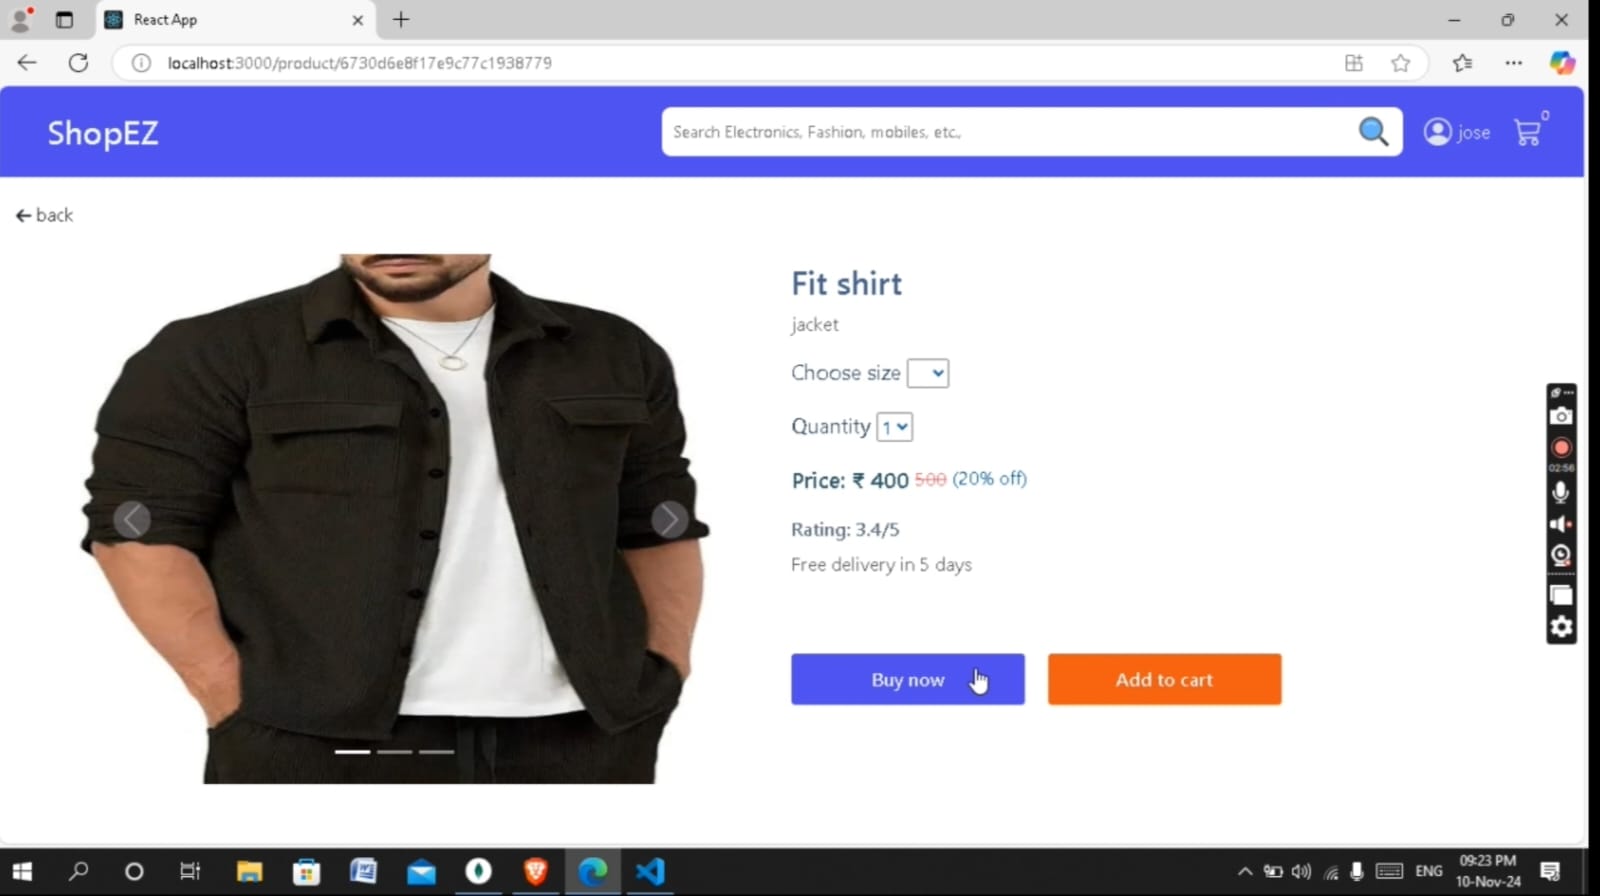 React App
localhost:3000/product/6730d6e8f17e9c77c1938779
ShopEZ
Search Electronics, Fashion, mobiles, etc.,
jose
0
back
Fit shirt
jacket
Choose size
Quantity 1
Price: ₹ 400 500 (20% off)
Rating: 3.4/5
Free delivery in 5 days
Buy now
Add to cart
02:56
ENG
09:23 PM
10-Nov-24